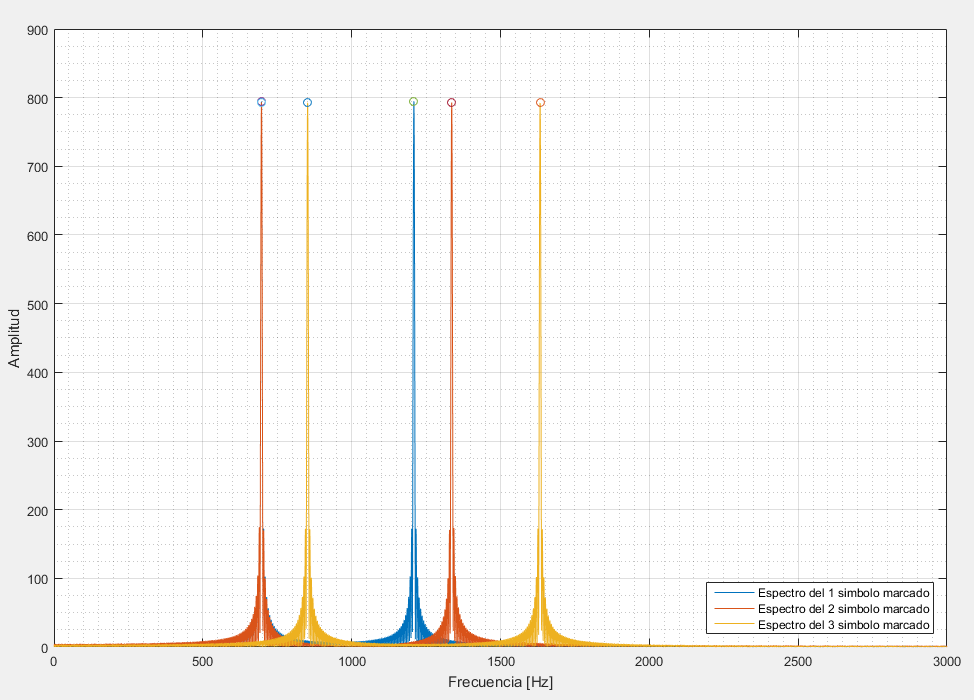 900
800
700
600
500
400
300
200
100
0
Amplitud
0 500 1000 1500 2000 2500 3000
Frecuencia [Hz]
Espectro del 1 simbolo marcado
Espectro del 2 simbolo marcado
Espectro del 3 simbolo marcado